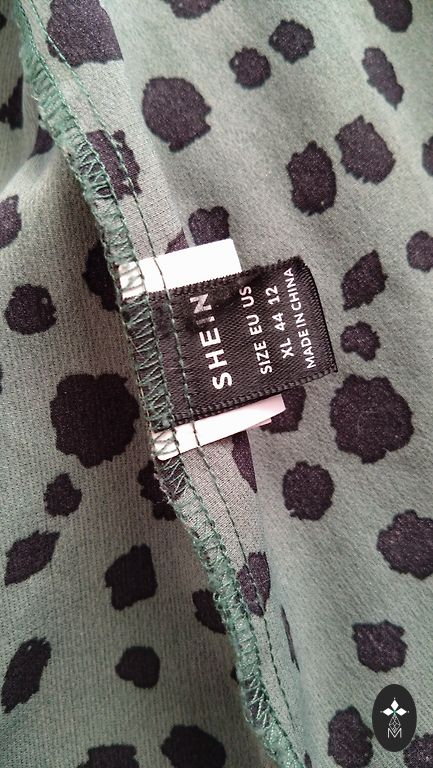 SHEIN
SIZE EU US
XL 44 12
MADE IN CHINA
M